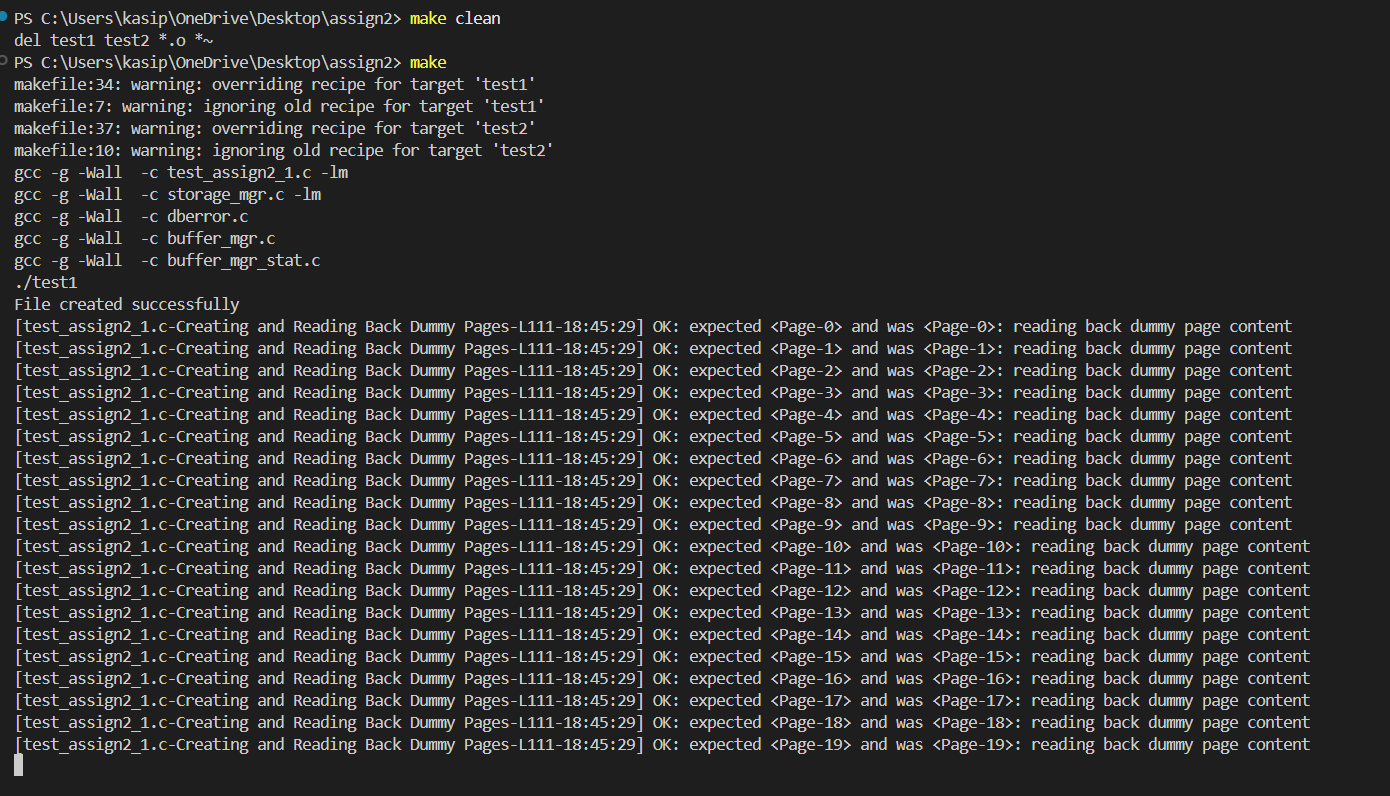 PS C:\Users\kasip\OneDrive\Desktop\assign2> make clean
del test1 test2 *.o *~
PS C:\Users\kasip\OneDrive\Desktop\assign2> make
makefile:34: warning: overriding recipe for target 'test1'
makefile:7: warning: ignoring old recipe for target 'test1'
makefile:37: warning: overriding recipe for target 'test2'
makefile:10: warning: ignoring old recipe for target 'test2'
gcc -g -Wall  -c test_assign2_1.c -lm
gcc -g -Wall  -c storage_mgr.c -lm
gcc -g -Wall  -c dberror.c
gcc -g -Wall  -c buffer_mgr.c
gcc -g -Wall  -c buffer_mgr_stat.c
./test1
File created successfully
[test_assign2_1.c-Creating and Reading Back Dummy Pages-L111-18:45:29] OK: expected <Page-0> and was <Page-0>: reading back dummy page content
[test_assign2_1.c-Creating and Reading Back Dummy Pages-L111-18:45:29] OK: expected <Page-1> and was <Page-1>: reading back dummy page content
[test_assign2_1.c-Creating and Reading Back Dummy Pages-L111-18:45:29] OK: expected <Page-2> and was <Page-2>: reading back dummy page content
[test_assign2_1.c-Creating and Reading Back Dummy Pages-L111-18:45:29] OK: expected <Page-3> and was <Page-3>: reading back dummy page content
[test_assign2_1.c-Creating and Reading Back Dummy Pages-L111-18:45:29] OK: expected <Page-4> and was <Page-4>: reading back dummy page content
[test_assign2_1.c-Creating and Reading Back Dummy Pages-L111-18:45:29] OK: expected <Page-5> and was <Page-5>: reading back dummy page content
[test_assign2_1.c-Creating and Reading Back Dummy Pages-L111-18:45:29] OK: expected <Page-6> and was <Page-6>: reading back dummy page content
[test_assign2_1.c-Creating and Reading Back Dummy Pages-L111-18:45:29] OK: expected <Page-7> and was <Page-7>: reading back dummy page content
[test_assign2_1.c-Creating and Reading Back Dummy Pages-L111-18:45:29] OK: expected <Page-8> and was <Page-8>: reading back dummy page content
[test_assign2_1.c-Creating and Reading Back Dummy Pages-L111-18:45:29] OK: expected <Page-9> and was <Page-9>: reading back dummy page content
[test_assign2_1.c-Creating and Reading Back Dummy Pages-L111-18:45:29] OK: expected <Page-10> and was <Page-10>: reading back dummy page content
[test_assign2_1.c-Creating and Reading Back Dummy Pages-L111-18:45:29] OK: expected <Page-11> and was <Page-11>: reading back dummy page content
[test_assign2_1.c-Creating and Reading Back Dummy Pages-L111-18:45:29] OK: expected <Page-12> and was <Page-12>: reading back dummy page content
[test_assign2_1.c-Creating and Reading Back Dummy Pages-L111-18:45:29] OK: expected <Page-13> and was <Page-13>: reading back dummy page content
[test_assign2_1.c-Creating and Reading Back Dummy Pages-L111-18:45:29] OK: expected <Page-14> and was <Page-14>: reading back dummy page content
[test_assign2_1.c-Creating and Reading Back Dummy Pages-L111-18:45:29] OK: expected <Page-15> and was <Page-15>: reading back dummy page content
[test_assign2_1.c-Creating and Reading Back Dummy Pages-L111-18:45:29] OK: expected <Page-16> and was <Page-16>: reading back dummy page content
[test_assign2_1.c-Creating and Reading Back Dummy Pages-L111-18:45:29] OK: expected <Page-17> and was <Page-17>: reading back dummy page content
[test_assign2_1.c-Creating and Reading Back Dummy Pages-L111-18:45:29] OK: expected <Page-18> and was <Page-18>: reading back dummy page content
[test_assign2_1.c-Creating and Reading Back Dummy Pages-L111-18:45:29] OK: expected <Page-19> and was <Page-19>: reading back dummy page content